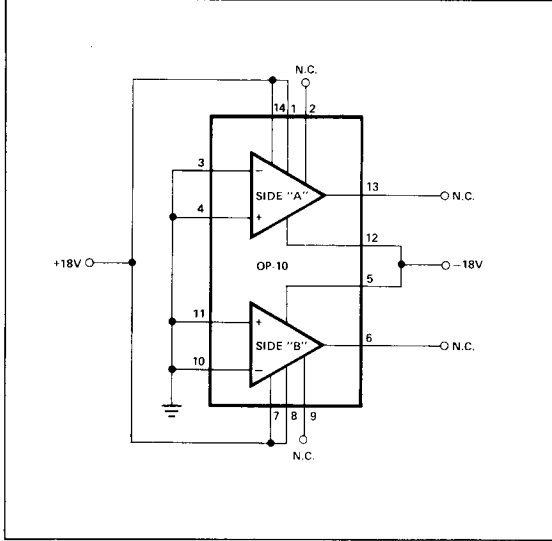 N.C.
14 1 2
3
SIDE "A"
13
N.C.
4
12
+18V
OP-10
−18V
5
11
SIDE "B"
6
N.C.
10
7 8 9
N.C.